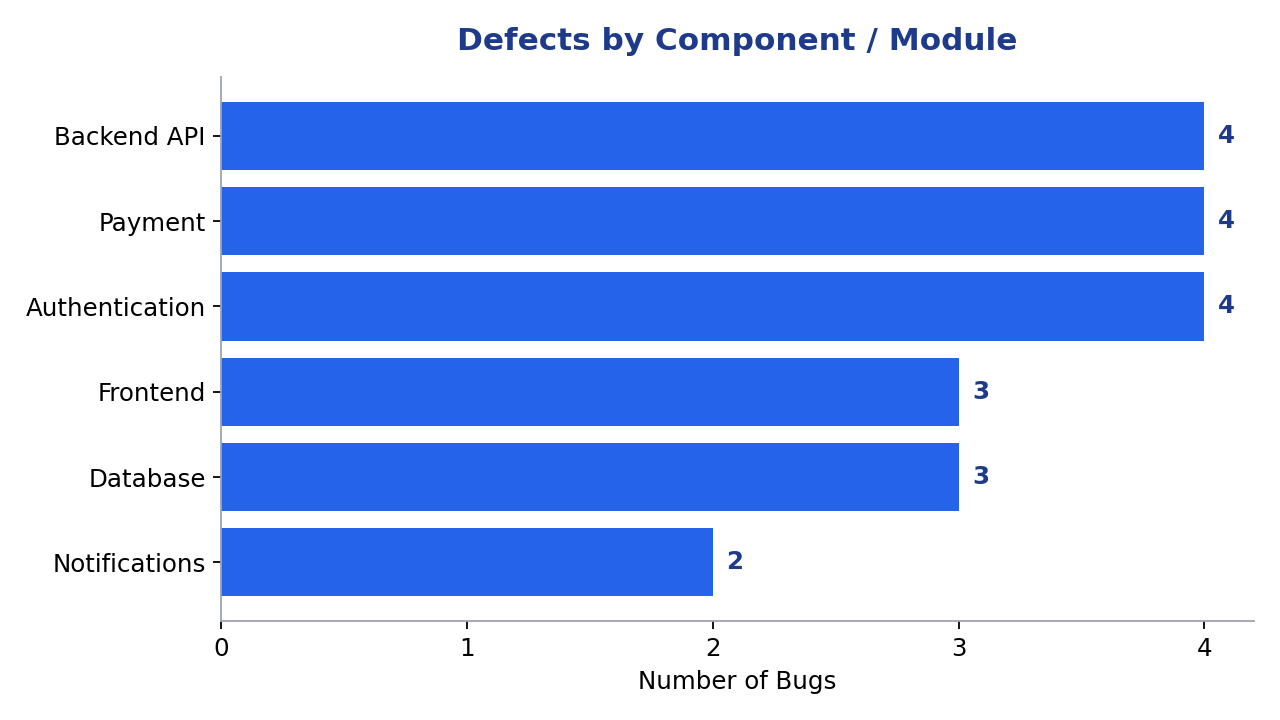 Defects by Component / Module
Backend API 4
Payment 4
Authentication 4
Frontend 3
Database 3
Notifications 2
0 1 2 3 4
Number of Bugs